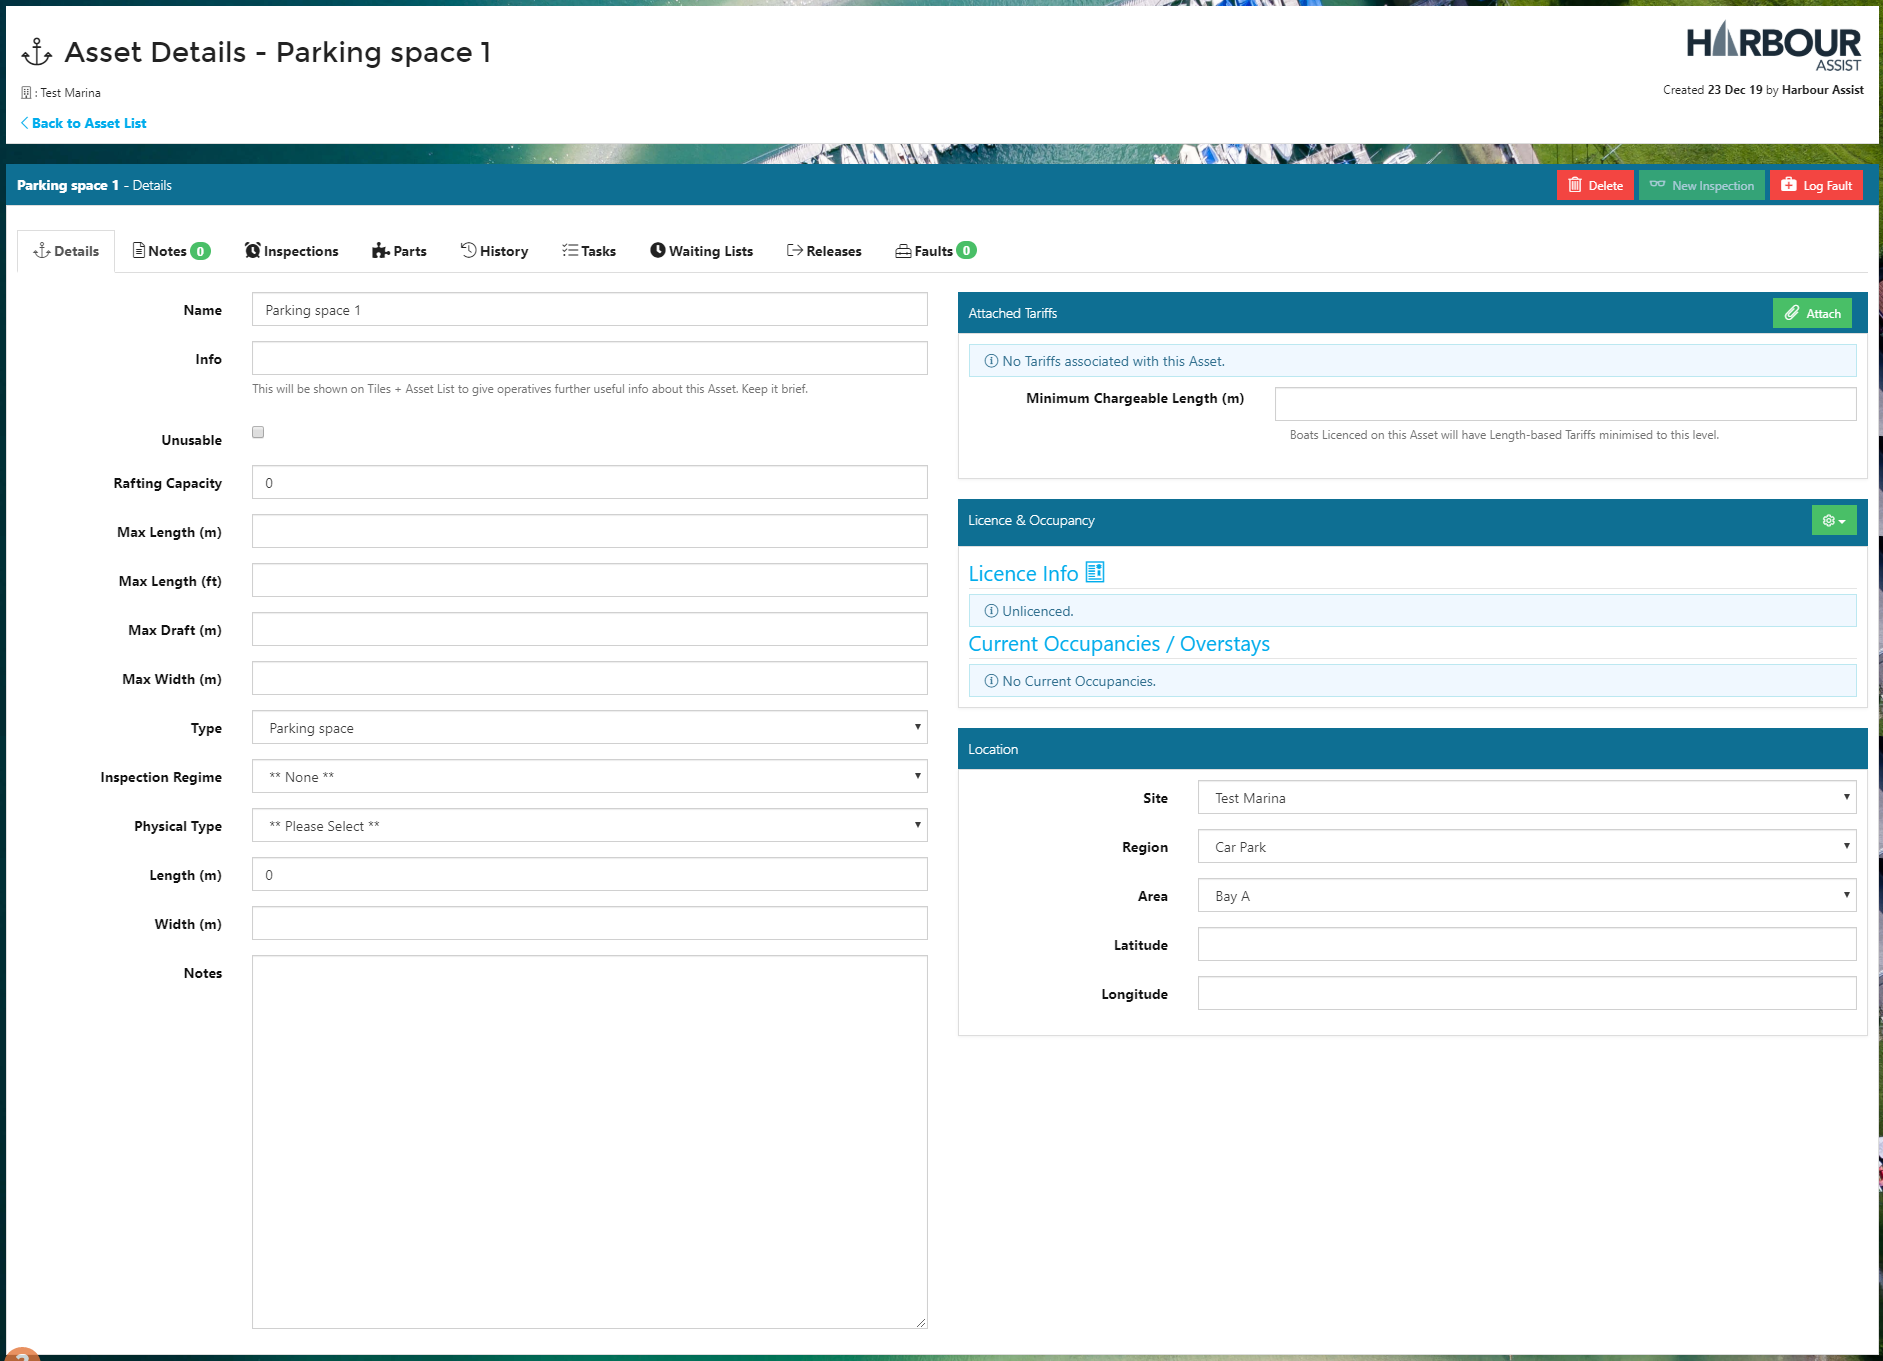 Asset Details - Parking space 1
HARBOUR
ASSIST
: Test Marina
Created 23 Dec 19 by Harbour Assist
Back to Asset List
Parking space 1 - Details
Delete
New Inspection
Log Fault
Details
Notes 0
Inspections
Parts
History
Tasks
Waiting Lists
Releases
Faults 0
Name
Parking space 1
Info
This will be shown on Tiles + Asset List to give operatives further useful info about this Asset. Keep it brief.
Unusable
Rafting Capacity
0
Max Length (m)
Max Length (ft)
Max Draft (m)
Max Width (m)
Type
Parking space
Inspection Regime
** None **
Physical Type
** Please Select **
Length (m)
0
Width (m)
Notes
Attached Tariffs
Attach
No Tariffs associated with this Asset.
Minimum Chargeable Length (m)
Boats Licenced on this Asset will have Length-based Tariffs minimised to this level.
Licence & Occupancy
Licence Info
Unlicenced.
Current Occupancies / Overstays
No Current Occupancies.
Location
Site
Test Marina
Region
Car Park
Area
Bay A
Latitude
Longitude